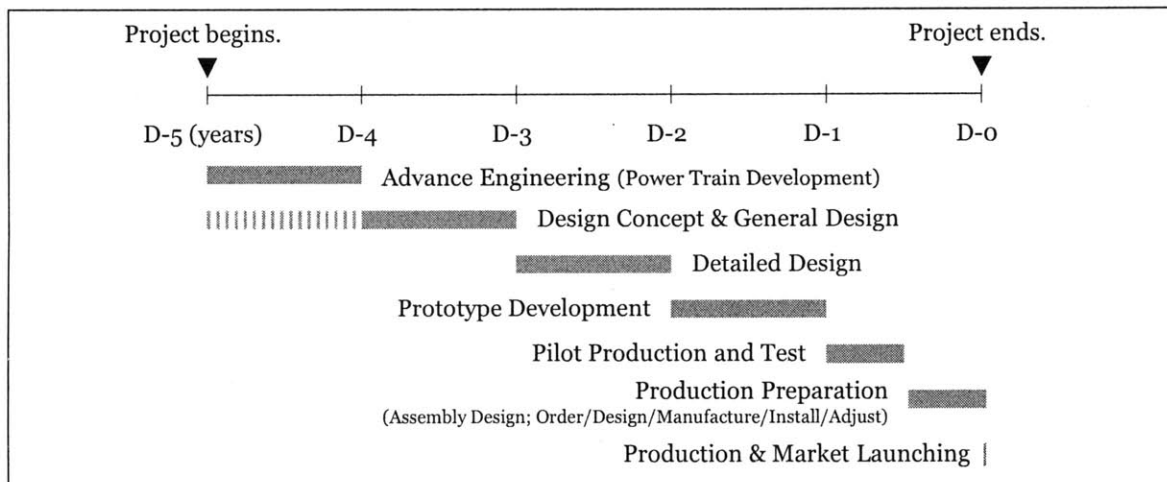 Project begins.
Project ends.
D-5 (years)
D-4
D-3
D-2
D-1
D-0
Advance Engineering (Power Train Development)
Design Concept & General Design
Detailed Design
Prototype Development
Pilot Production and Test
Production Preparation
(Assembly Design; Order/Design/Manufacture/Install/Adjust)
Production & Market Launching